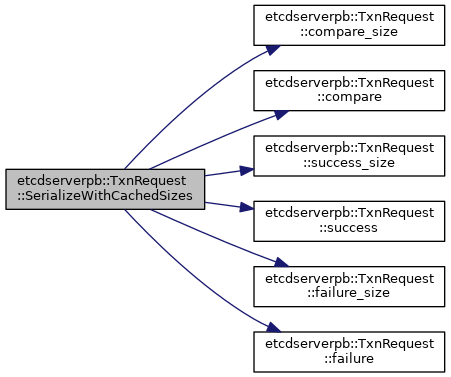 etcdserverpb::TxnRequest
::compare_size
etcdserverpb::TxnRequest
::compare
etcdserverpb::TxnRequest
::success_size
etcdserverpb::TxnRequest
::SerializeWithCachedSizes
etcdserverpb::TxnRequest
::success
etcdserverpb::TxnRequest
::failure_size
etcdserverpb::TxnRequest
::failure